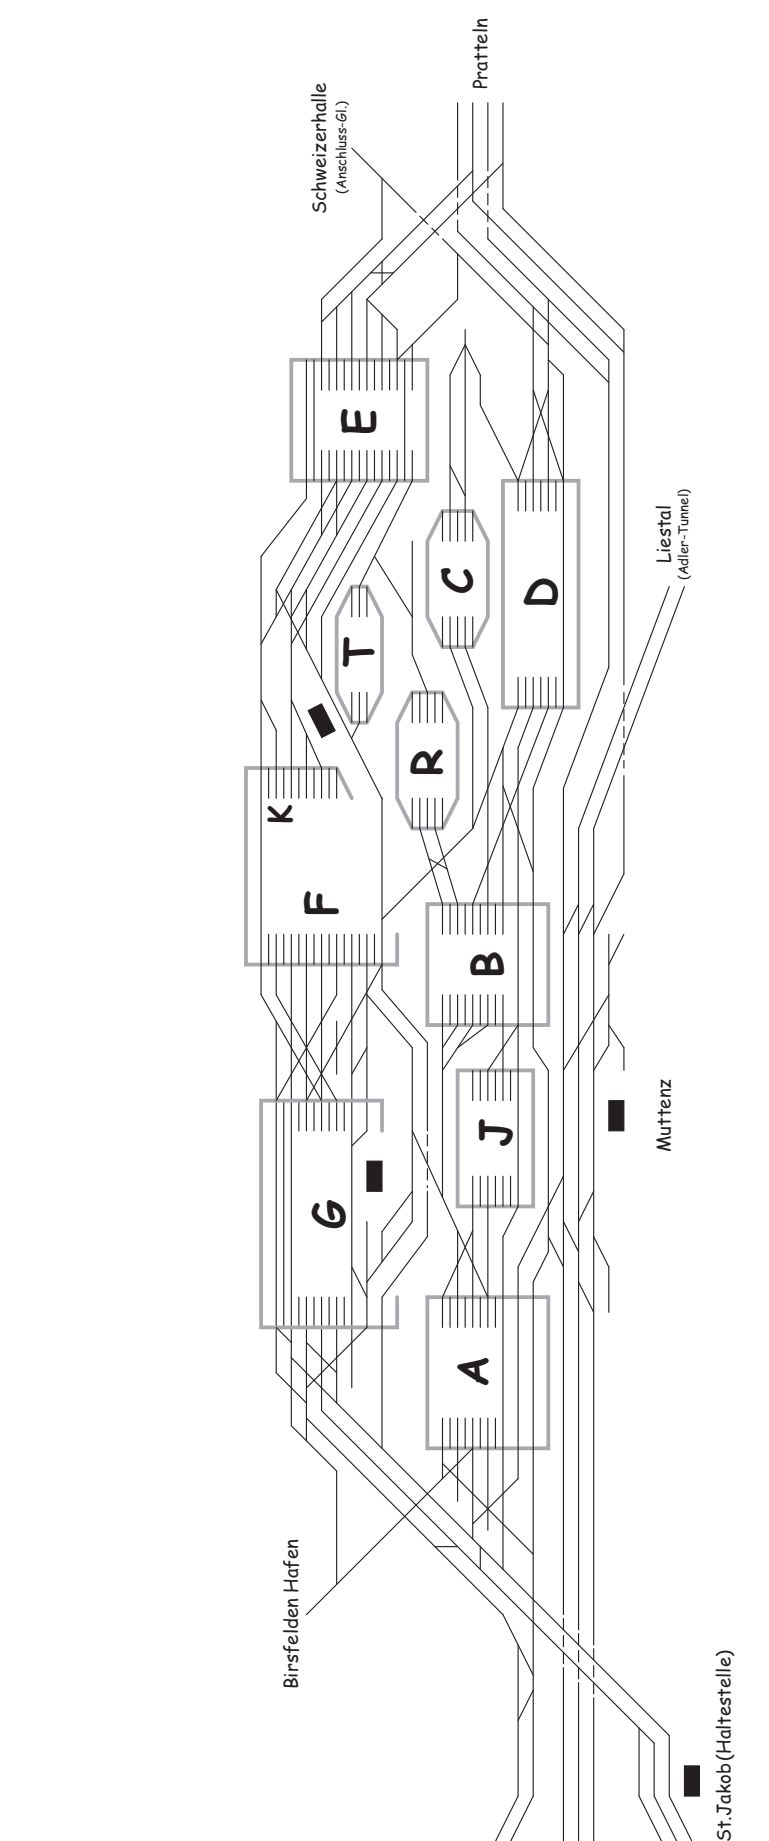 Pratteln
Schweizerhalle
(Anschluss-Gl.)
E
Liestal
(Adler-Tunnel)
C
D
T
R
K
F
B
J
Muttenz
G
A
Birsfelden Hafen
St.Jakob (Haltestelle)